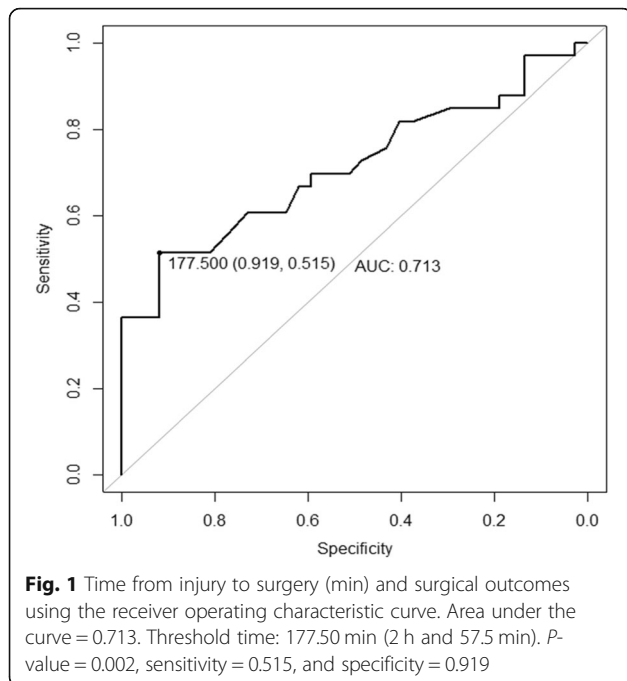 1.0
0.8
0.6
0.4
0.2
0.0
Sensitivity
177.500 (0.919, 0.515)
AUC: 0.713
1.0 0.8 0.6 0.4 0.2 0.0
Specificity
Fig. 1 Time from injury to surgery (min) and surgical outcomes
using the receiver operating characteristic curve. Area under the
curve = 0.713. Threshold time: 177.50 min (2 h and 57.5 min). P-
value = 0.002, sensitivity = 0.515, and specificity = 0.919